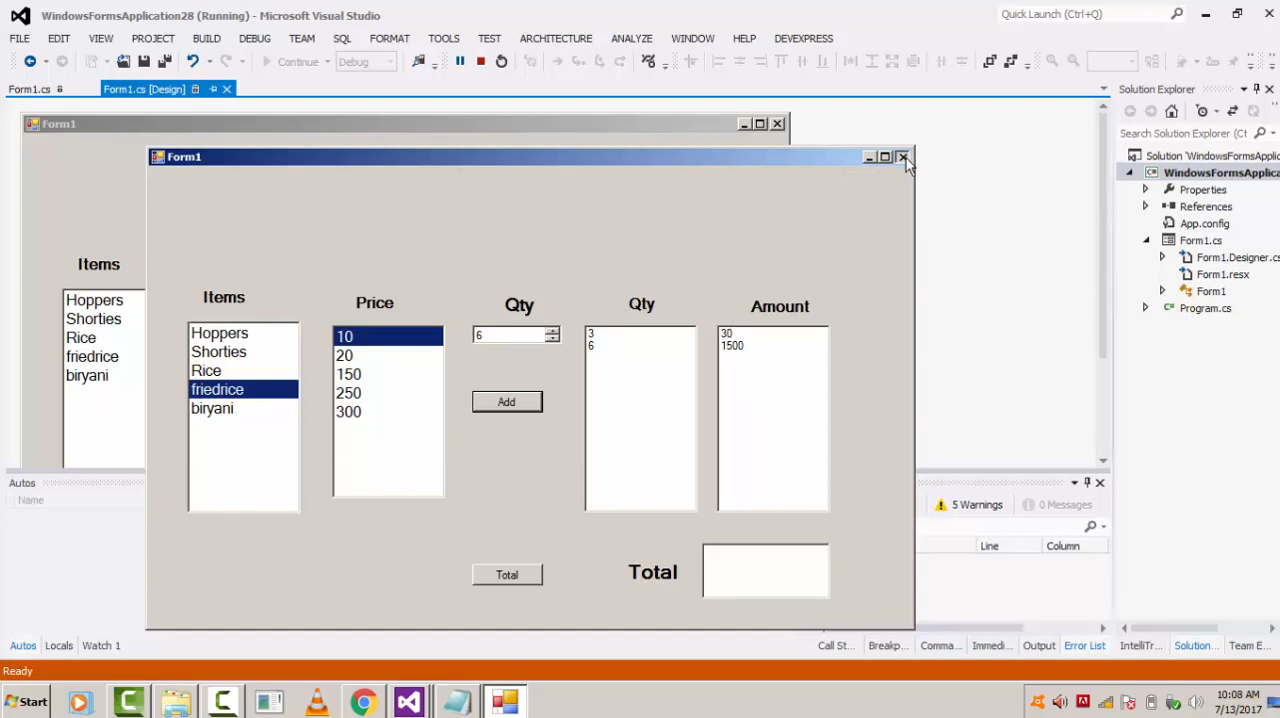 WindowsFormsApplication28 (Running) - Microsoft Visual Studio
Quick Launch (Ctrl+Q)
FILE EDIT VIEW PROJECT BUILD DEBUG TEAM SQL FORMAT TOOLS TEST ARCHITECTURE ANALYZE WINDOW HELP DEVEXPRESS
Continue Debug
Form1.cs
Form1.cs [Design]
Solution Explorer
Search Solution Explorer (Ct
Solution 'WindowsFormsApplic
WindowsFormsApplica
Properties
References
App.config
Form1.cs
Form1.Designer.cs
Form1.resx
Form1
Program.cs
Form1
Items
Hoppers
Shorties
Rice
friedrice
biryani
Form1
Items
Price
Qty
Qty
Amount
Hoppers
Shorties
Rice
friedrice
biryani
10
20
150
250
300
6
Add
3
6
30
1500
Total
Total
Autos
Name
5 Warnings
0 Messages
Line
Column
Autos Locals Watch 1
Call St... Breakp... Comma... Immedi... Output Error List
IntelliTr... Solution... Team E...
Ready
Start
10:08 AM
7/13/2017